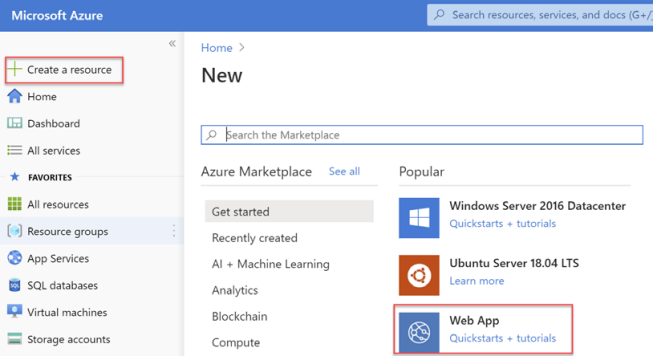 Microsoft Azure
Search resources, services, and docs (G+/)
Create a resource
Home
Dashboard
All services
FAVORITES
All resources
Resource groups
App Services
SQL databases
Virtual machines
Storage accounts
Home >
New
Search the Marketplace
Azure Marketplace See all
Get started
Recently created
AI + Machine Learning
Analytics
Blockchain
Compute
Popular
Windows Server 2016 Datacenter
Quickstarts + tutorials
Ubuntu Server 18.04 LTS
Learn more
Web App
Quickstarts + tutorials